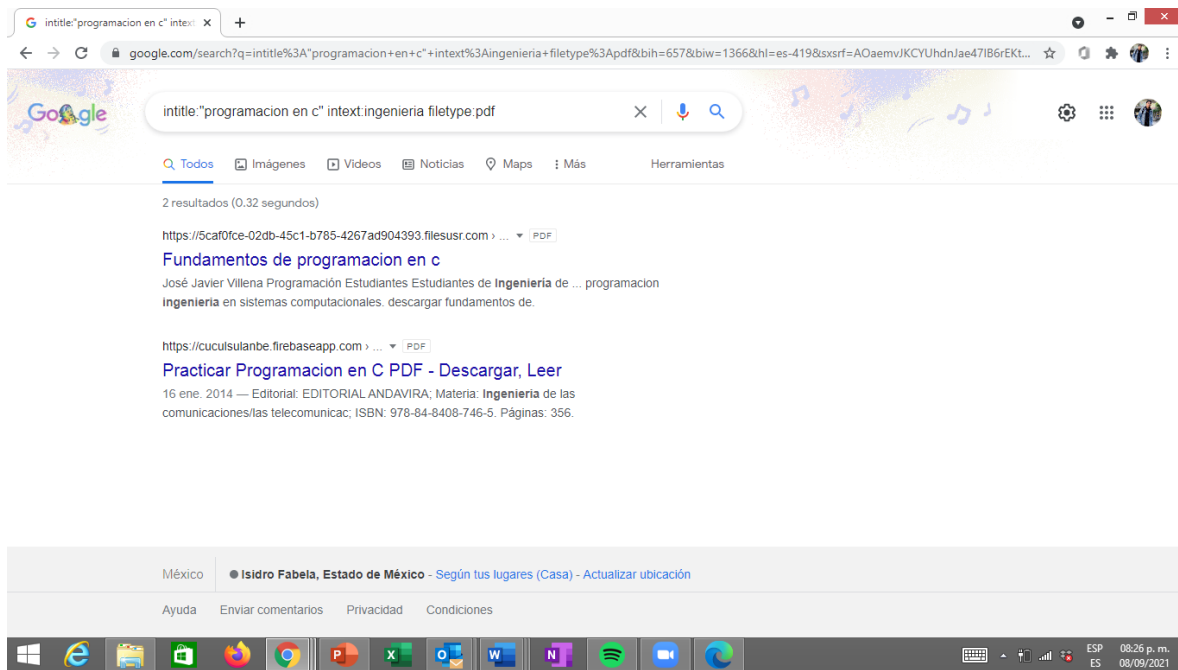 intitle:"programacion en c" intext
google.com/search?q=intitle%3A"programacion+en+c"+intext%3Aingenieria+filetype%3Apdf&bih=657&biw=1366&hl=es-419&sxsrf=AOaemvJKCYUhdnJae47IB6rEKt...
Google
intitle:"programacion en c" intext:ingenieria filetype:pdf
Todos Imágenes Videos Noticias Maps Más Herramientas
2 resultados (0.32 segundos)
https://5caf0fce-02db-45c1-b785-4267ad904393.filesusr.com › ... PDF
Fundamentos de programacion en c
José Javier Villena Programación Estudiantes Estudiantes de Ingeniería de ... programacion
ingenieria en sistemas computacionales. descargar fundamentos de.
https://cuculsulanbe.firebaseapp.com › ... PDF
Practicar Programacion en C PDF - Descargar, Leer
16 ene. 2014 — Editorial: EDITORIAL ANDAVIRA; Materia: Ingenieria de las
comunicaciones/las telecomunicac; ISBN: 978-84-8408-746-5. Páginas: 356.
México Isidro Fabela, Estado de México - Según tus lugares (Casa) - Actualizar ubicación
Ayuda Enviar comentarios Privacidad Condiciones
ESP 08:26 p. m.
ES 08/09/2021